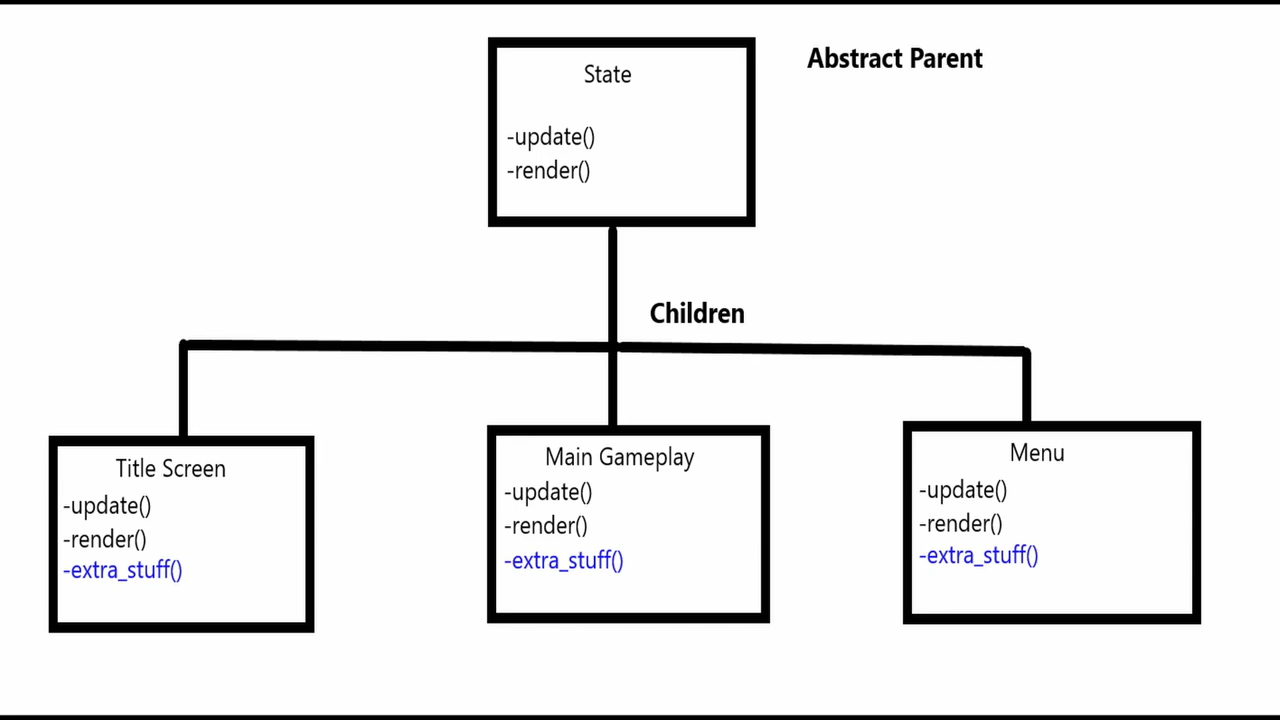 State
Abstract Parent
-update()
-render()
Children
Title Screen
-update()
-render()
-extra_stuff()
Main Gameplay
-update()
-render()
-extra_stuff()
Menu
-update()
-render()
-extra_stuff()